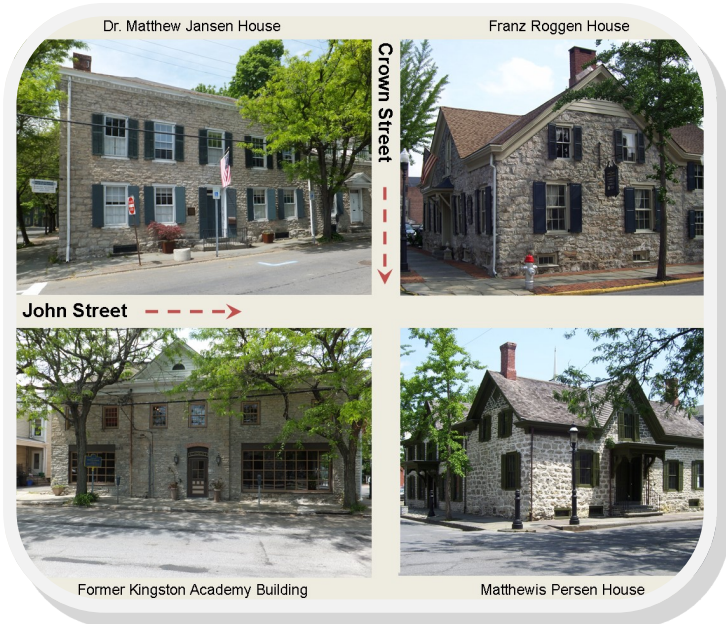 Dr. Matthew Jansen House
Franz Roggen House
Crown Street
John Street
Former Kingston Academy Building
Matthewis Persen House